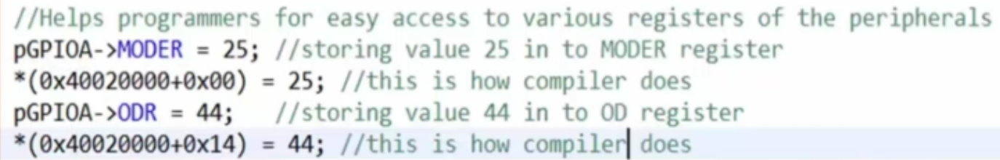 //Helps programmers for easy access to various registers of the peripherals
pGPIOA->MODER = 25; //storing value 25 in to MODER register
*(0x40020000+0x00) = 25; //this is how compiler does
pGPIOA->ODR = 44;   //storing value 44 in to OD register
*(0x40020000+0x14) = 44; //this is how compiler does